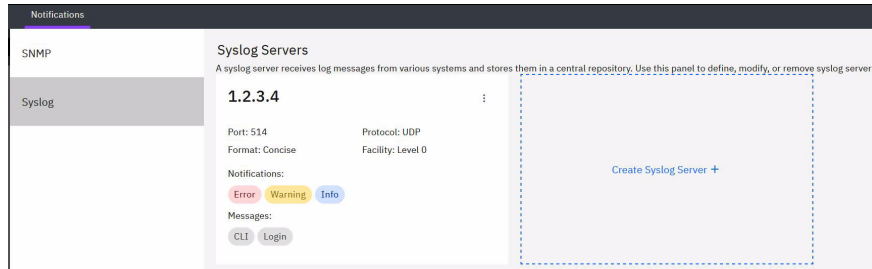 Notifications
SNMP
Syslog
Syslog Servers
A syslog server receives log messages from various systems and stores them in a central repository. Use this panel to define, modify, or remove syslog server
1.2.3.4
Port: 514 Protocol: UDP
Format: Concise Facility: Level 0
Notifications:
Error Warning Info
Messages:
CLI Login
Create Syslog Server +